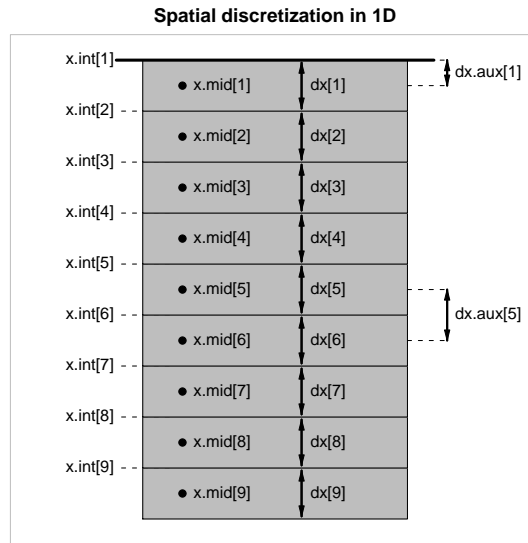 Spatial discretization in 1D
x.int[1]
dx.aux[1]
x.mid[1] dx[1]
x.int[2]
x.mid[2] dx[2]
x.int[3]
x.mid[3] dx[3]
x.int[4]
x.mid[4] dx[4]
x.int[5]
x.mid[5] dx[5]
x.int[6] dx.aux[5]
x.mid[6] dx[6]
x.int[7]
x.mid[7] dx[7]
x.int[8]
x.mid[8] dx[8]
x.int[9]
x.mid[9] dx[9]